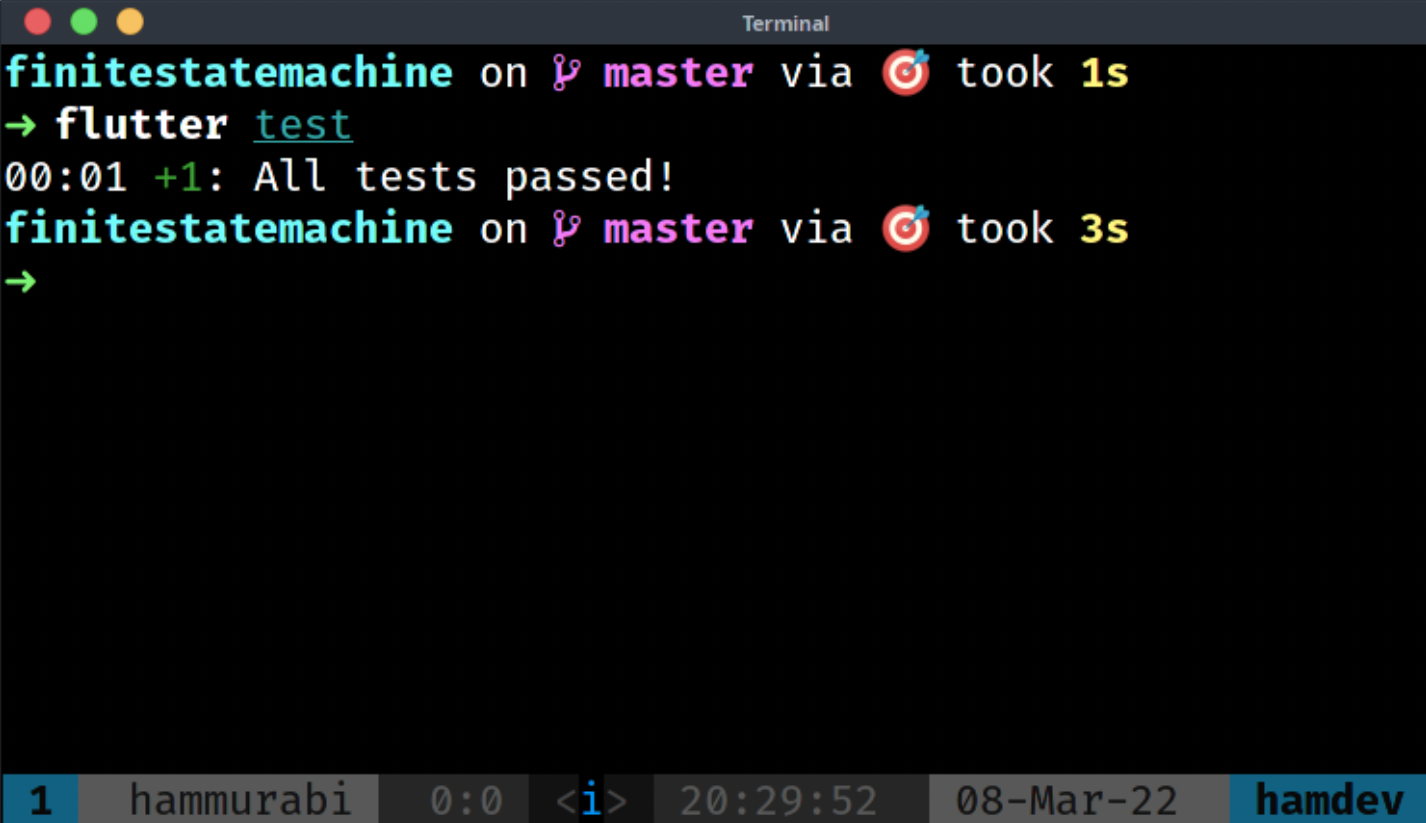 Terminal
finitestatemachine on master via 🎯 took 1s
➜ flutter test
00:01 +1: All tests passed!
finitestatemachine on master via 🎯 took 3s
➜
1 hammurabi 0:0 <i> 20:29:52 08-Mar-22 hamdev